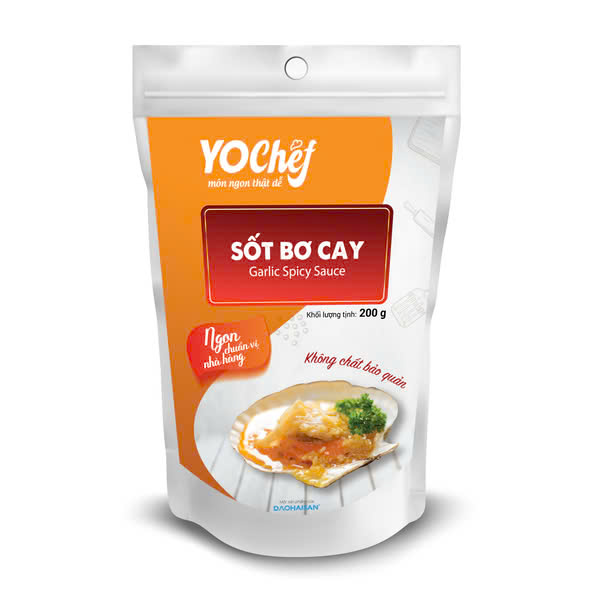 YOChef
món ngon thật dễ
SỐT BƠ CAY
Garlic Spicy Sauce
Khối lượng tịnh: 200 g
Ngon
chuẩn vị
nhà hàng
Không chất bảo quản
DAOHAISAN